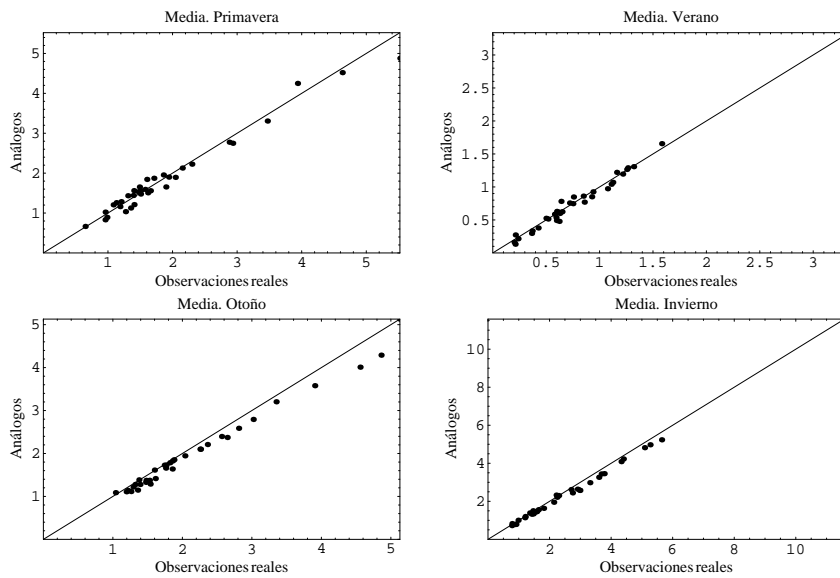 Media. Primavera
5
4
3
2
1
1 2 3 4 5
Análogos
Observaciones reales
Media. Verano
3
2.5
2
1.5
1
0.5
0.5 1 1.5 2 2.5 3
Análogos
Observaciones reales
Media. Otoño
5
4
3
2
1
1 2 3 4 5
Análogos
Observaciones reales
Media. Invierno
10
8
6
4
2
2 4 6 8 10
Análogos
Observaciones reales